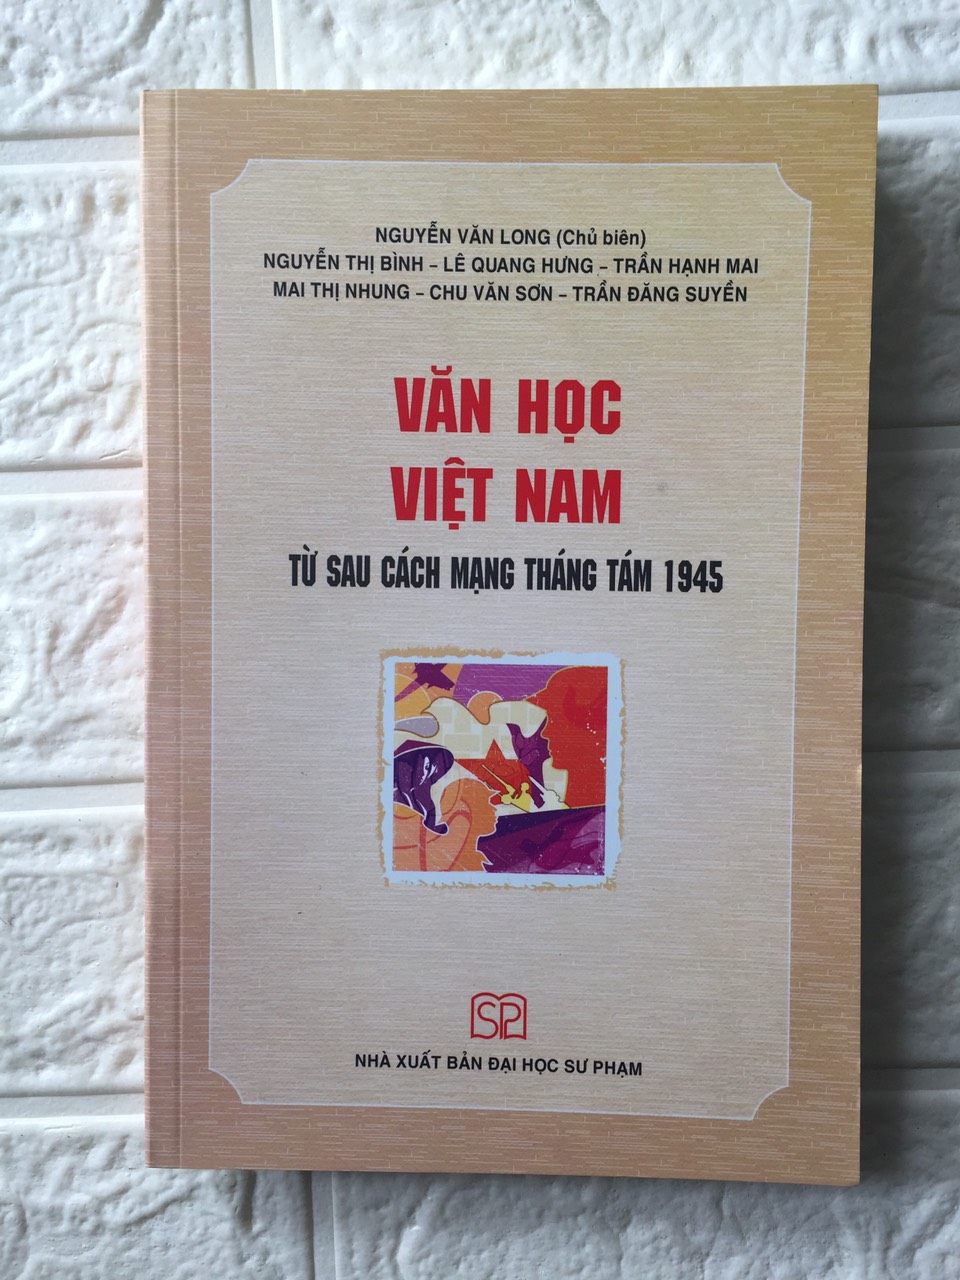 NGUYỄN VĂN LONG (Chủ biên)
NGUYỄN THỊ BÌNH – LÊ QUANG HƯNG – TRẦN HẠNH MAI
MAI THỊ NHUNG – CHU VĂN SƠN – TRẦN ĐĂNG SUYỀN
VĂN HỌC
VIỆT NAM
TỪ SAU CÁCH MẠNG THÁNG TÁM 1945
SP
NHÀ XUẤT BẢN ĐẠI HỌC SƯ PHẠM